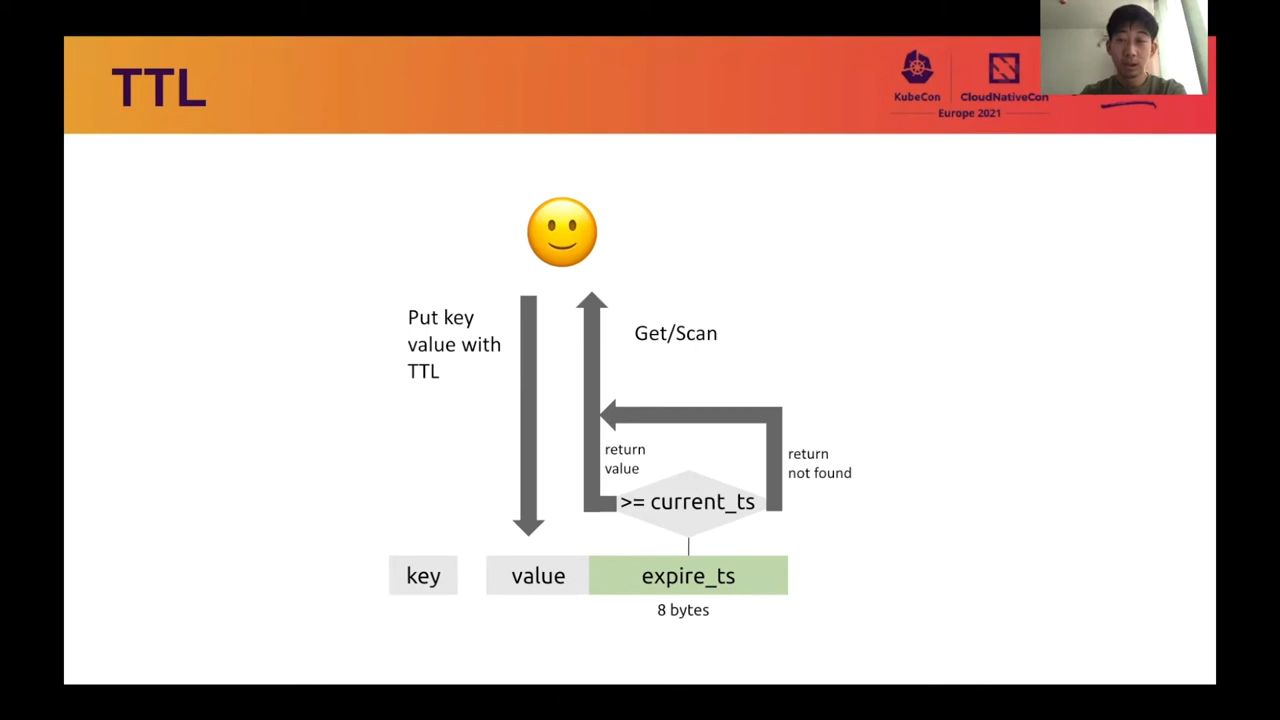 TTL
KubeCon
CloudNativeCon
Europe 2021
Put key
value with
TTL
Get/Scan
return
value
return
not found
>= current_ts
key
value
expire_ts
8 bytes